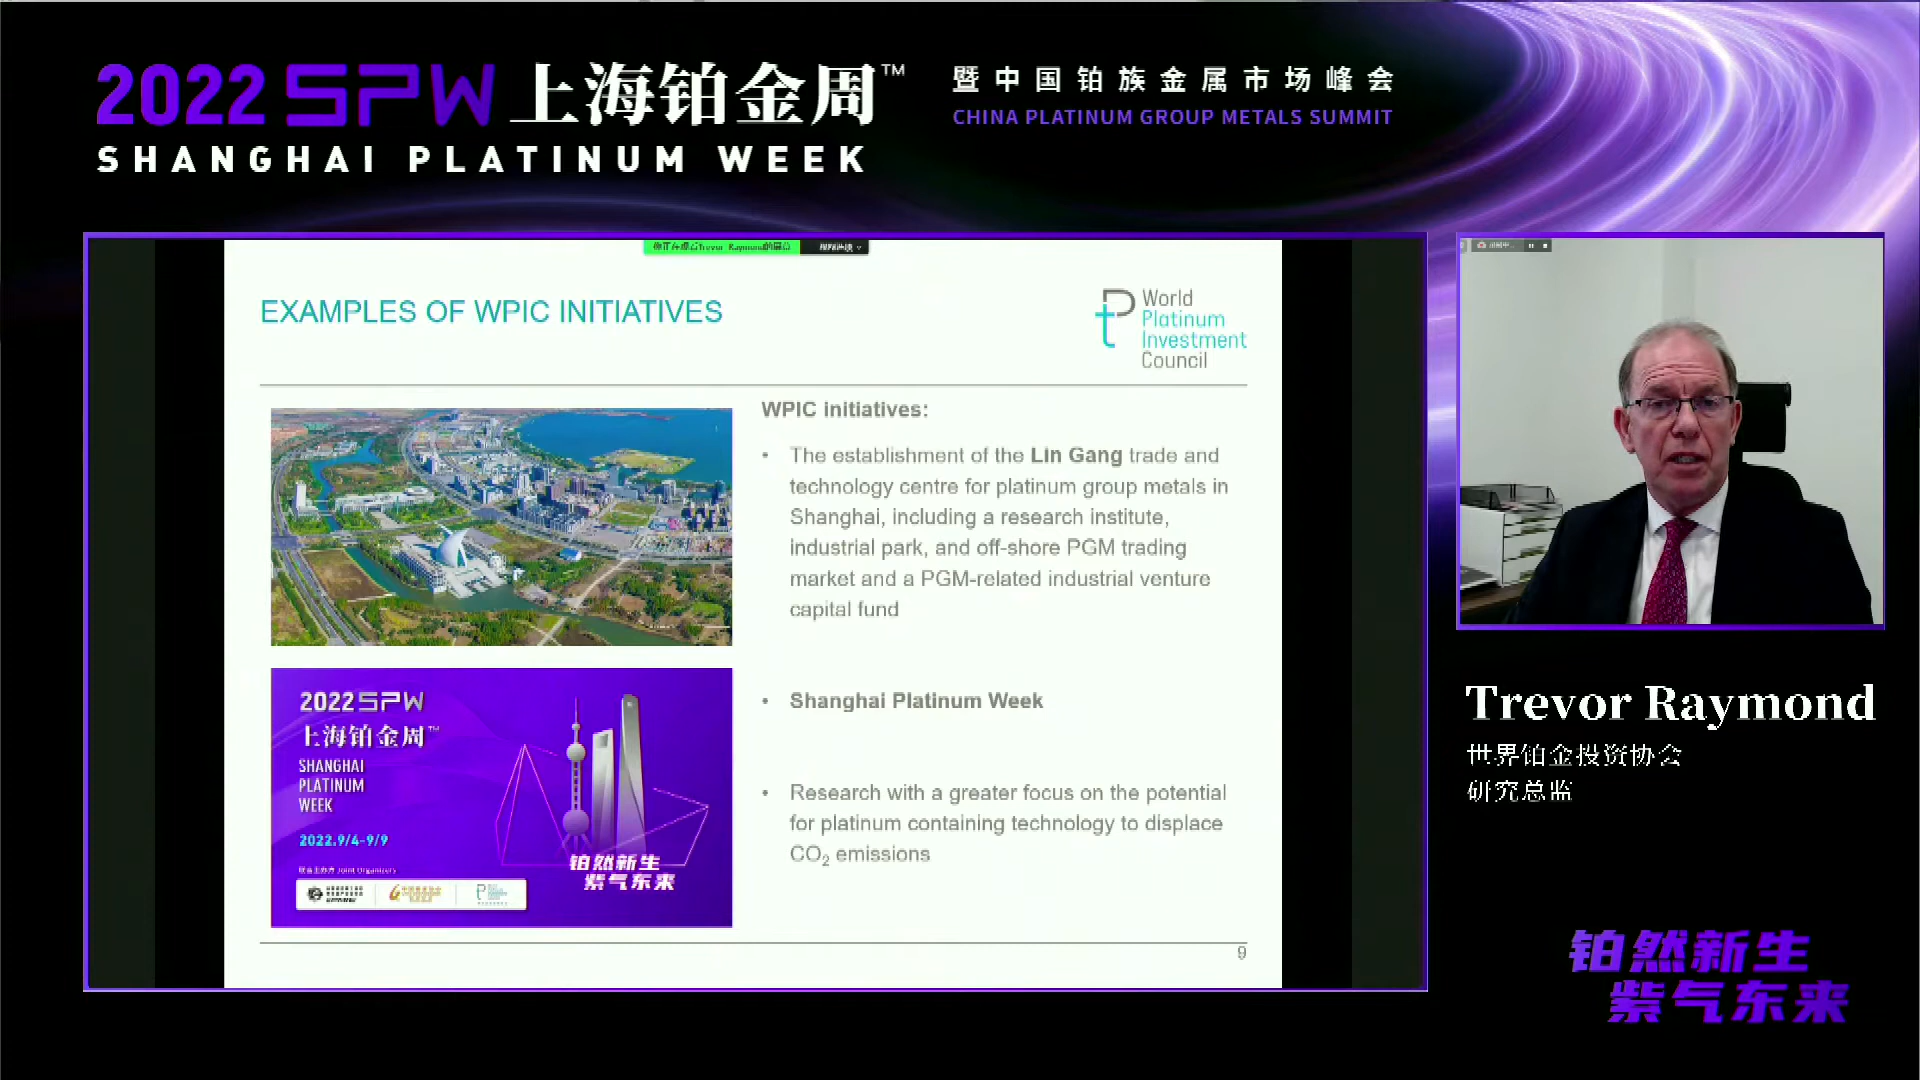 2022 SPW 上海铂金周™
SHANGHAI PLATINUM WEEK
暨中国铂族金属市场峰会
CHINA PLATINUM GROUP METALS SUMMIT
EXAMPLES OF WPIC INITIATIVES
World
Platinum
Investment
Council
WPIC initiatives:
• The establishment of the Lin Gang trade and
technology centre for platinum group metals in
Shanghai, including a research institute,
industrial park, and off-shore PGM trading
market and a PGM-related industrial venture
capital fund
• Shanghai Platinum Week
• Research with a greater focus on the potential
for platinum containing technology to displace
CO₂ emissions
2022 SPW
上海铂金周™
SHANGHAI
PLATINUM
WEEK
2022.9/4-9/9
联合主办方 Joint Organizers
铂然新生
紫气东来
9
Trevor Raymond
世界铂金投资协会
研究总监
铂然新生
紫气东来